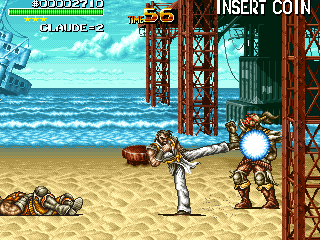 $00002710
TIME 56
INSERT COIN
CLAUDE=2